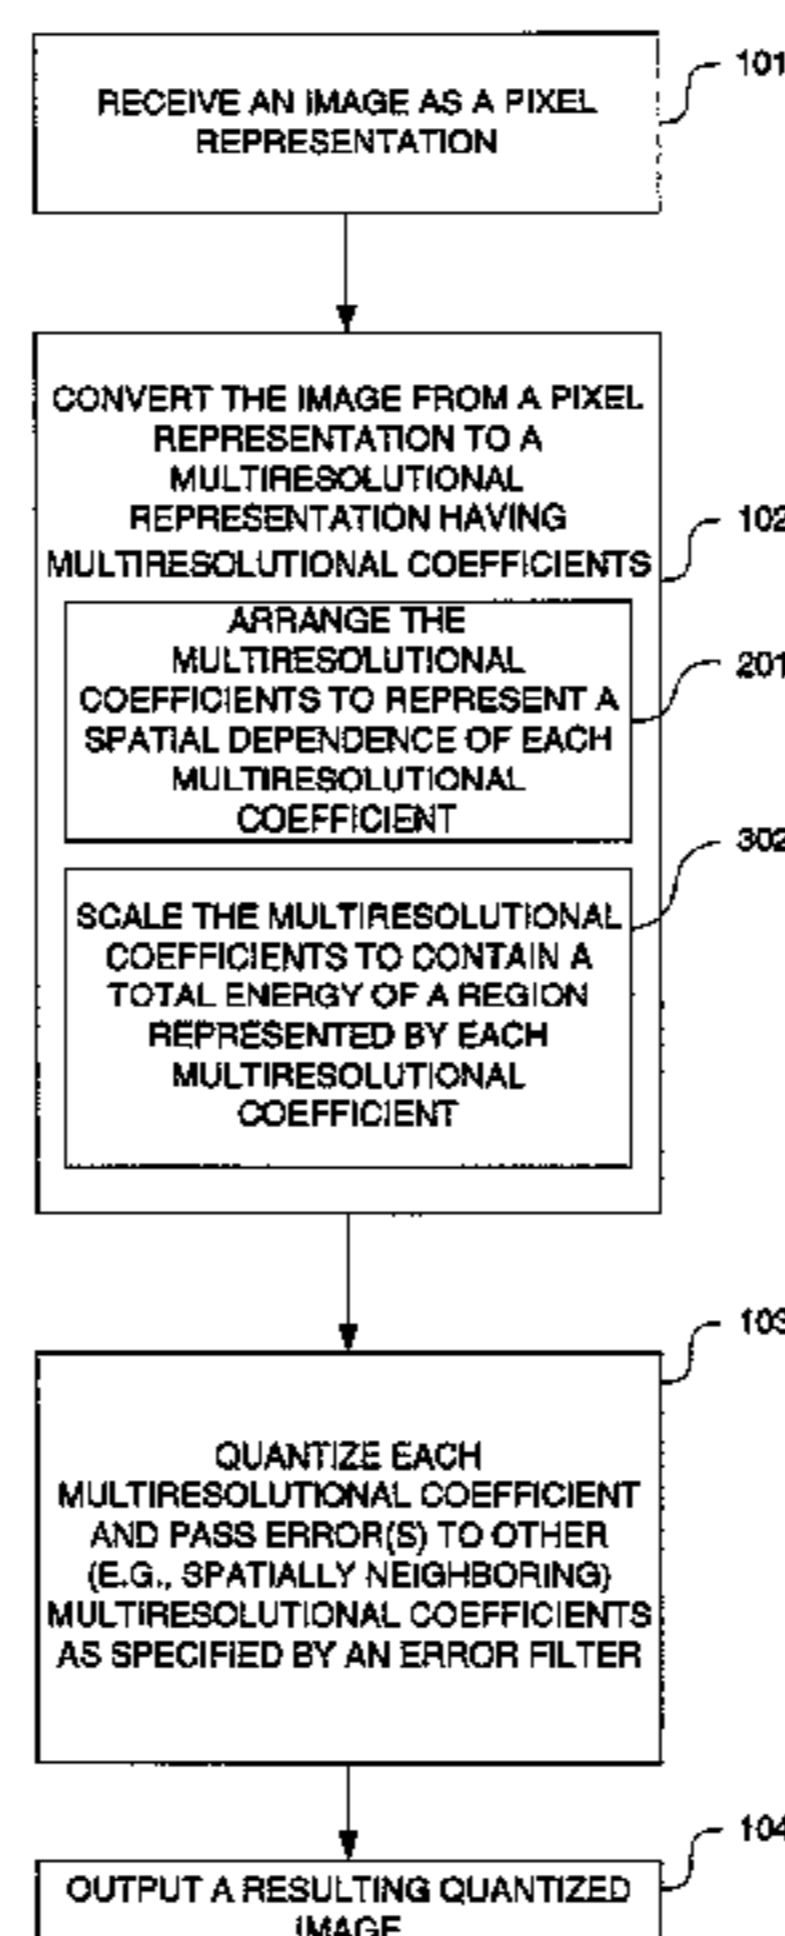 RECEIVE AN IMAGE AS A PIXEL
REPRESENTATION
101
CONVERT THE IMAGE FROM A PIXEL
REPRESENTATION TO A
MULTIRESOLUTIONAL
REPRESENTATION HAVING
MULTIRESOLUTIONAL COEFFICIENTS
102
ARRANGE THE
MULTIRESOLUTIONAL
COEFFICIENTS TO REPRESENT A
SPATIAL DEPENDENCE OF EACH
MULTIRESOLUTIONAL
COEFFICIENT
201
SCALE THE MULTIRESOLUTIONAL
COEFFICIENTS TO CONTAIN A
TOTAL ENERGY OF A REGION
REPRESENTED BY EACH
MULTIRESOLUTIONAL
COEFFICIENT
302
QUANTIZE EACH
MULTIRESOLUTIONAL COEFFICIENT
AND PASS ERROR(S) TO OTHER
(E.G., SPATIALLY NEIGHBORING)
MULTIRESOLUTIONAL COEFFICIENTS
AS SPECIFIED BY AN ERROR FILTER
103
OUTPUT A RESULTING QUANTIZED
IMAGE
104